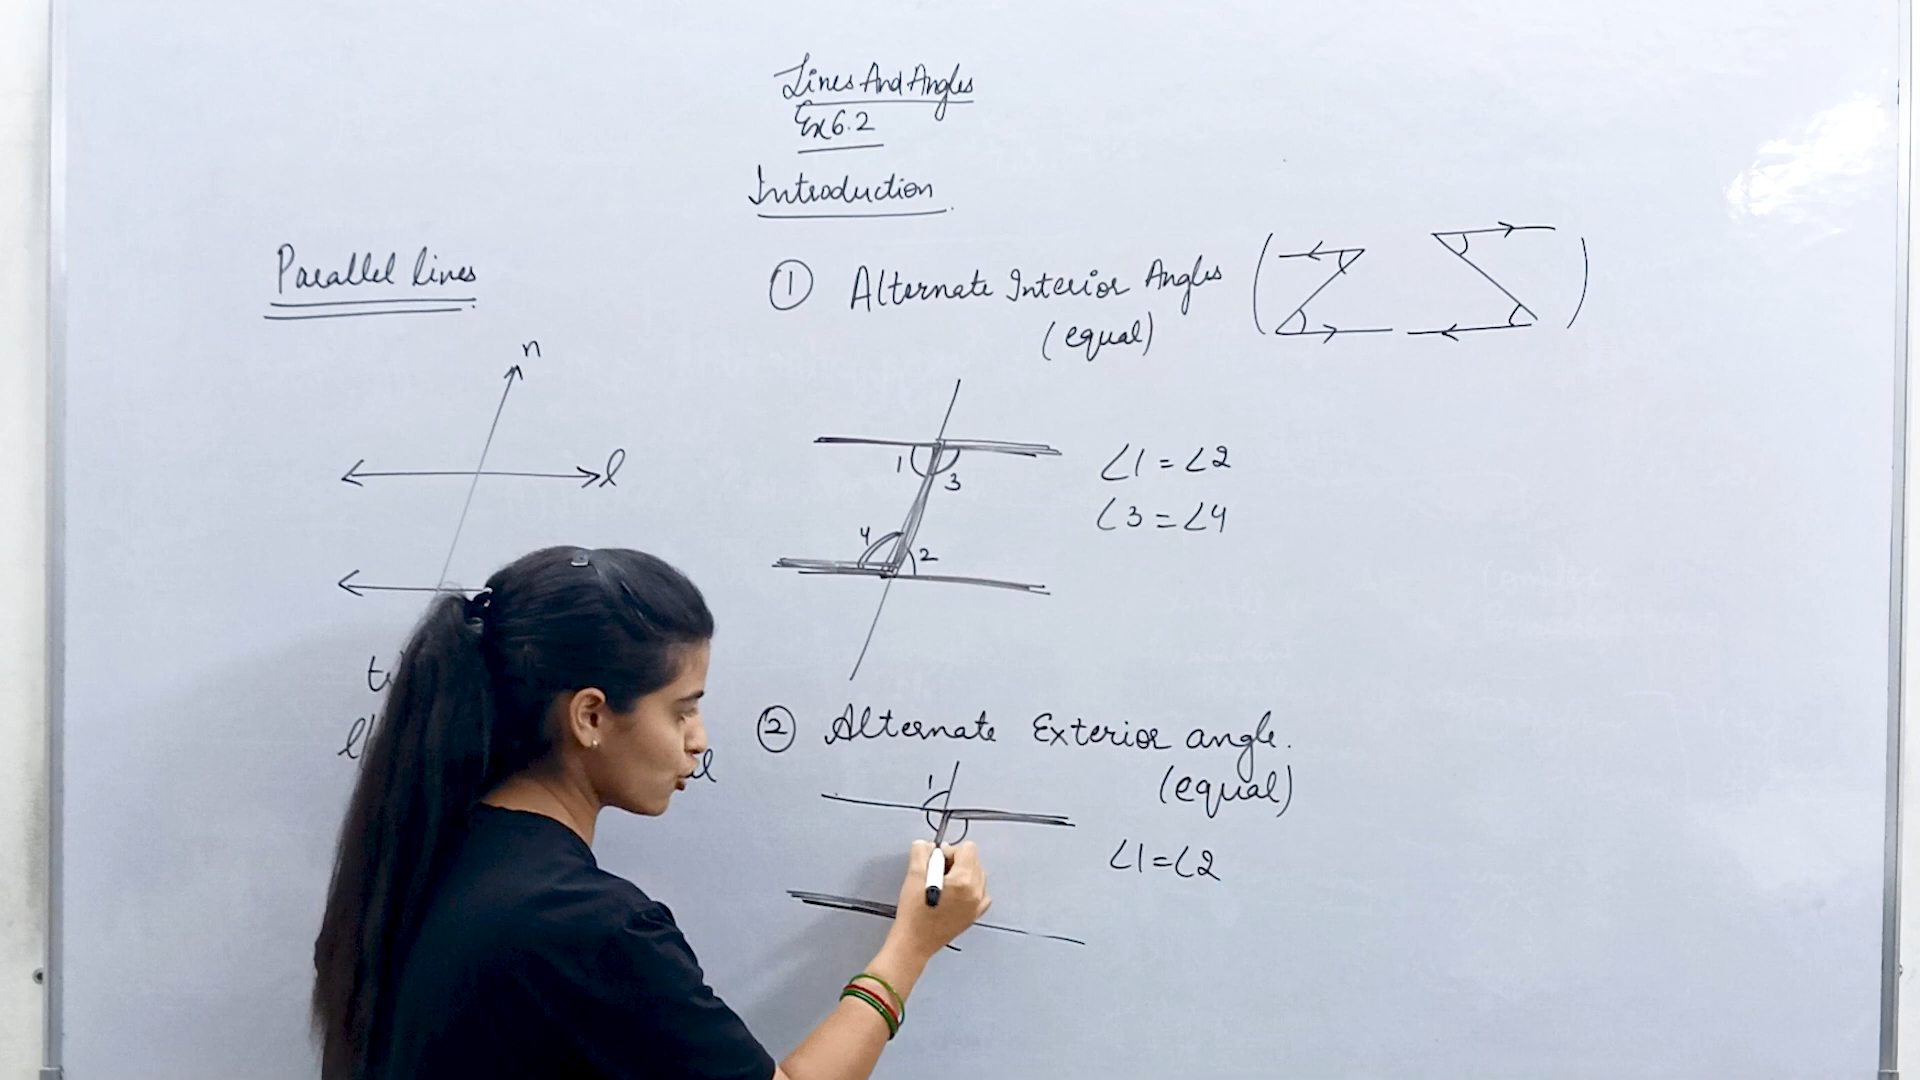 Lines And Angles
Ex 6.2
Introduction
Parallel lines
n
l
① Alternate Interior Angles
(equal)
1
3
4
2
∠1 = ∠2
∠3 = ∠4
② Alternate Exterior angle.
(equal)
1
∠1 = ∠2